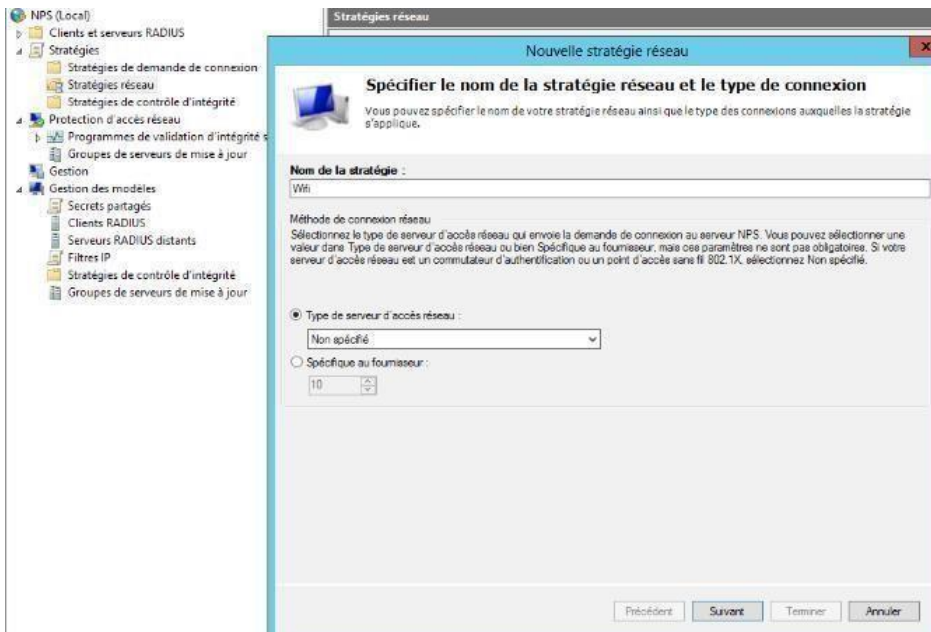 NPS (Local)
Clients et serveurs RADIUS
Stratégies
Stratégies de demande de connexion
Stratégies réseau
Stratégies de contrôle d'intégrité
Protection d'accès réseau
Programmes de validation d'intégrité s
Groupes de serveurs de mise à jour
Gestion
Gestion des modèles
Secrets partagés
Clients RADIUS
Serveurs RADIUS distants
Filtres IP
Stratégies de contrôle d'intégrité
Groupes de serveurs de mise à jour
Stratégies réseau
Nouvelle stratégie réseau
x
Spécifier le nom de la stratégie réseau et le type de connexion
Vous pouvez spécifier le nom de votre stratégie réseau ainsi que le type des connexions auxquelles la stratégie
s'applique.
Nom de la stratégie :
Wifi
Méthode de connexion réseau
Sélectionnez le type de serveur d'accès réseau qui envoie la demande de connexion au serveur NPS. Vous pouvez sélectionner une
valeur dans Type de serveur d'accès réseau ou bien Spécifique au fournisseur, mais ces paramètres ne sont pas obligatoires. Si votre
serveur d'accès réseau est un commutateur d'authentification ou un point d'accès sans fil 802.1X, sélectionnez Non spécifié.
Type de serveur d'accès réseau :
Non spécifié
Spécifique au fournisseur :
10
Précédent Suivant Terminer Annuler